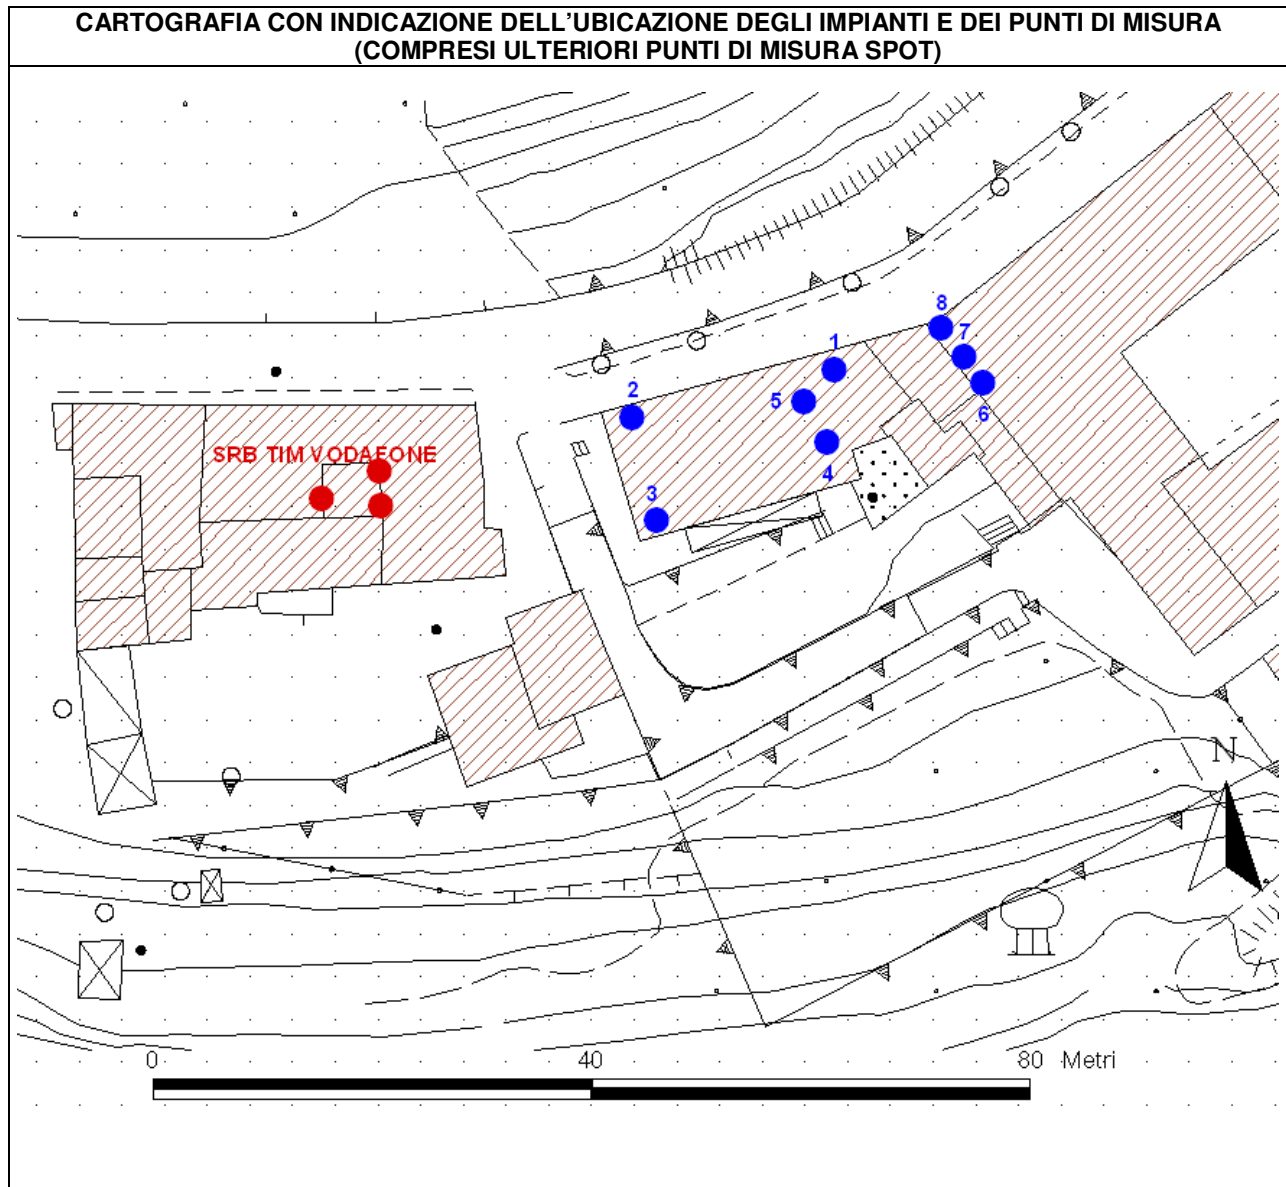 CARTOGRAFIA CON INDICAZIONE DELL'UBICAZIONE DEGLI IMPIANTI E DEI PUNTI DI MISURA
(COMPRESI ULTERIORI PUNTI DI MISURA SPOT)
8
1
7
2
5
6
SRB TIM VODAFONE
4
3
N
0 40 80 Metri